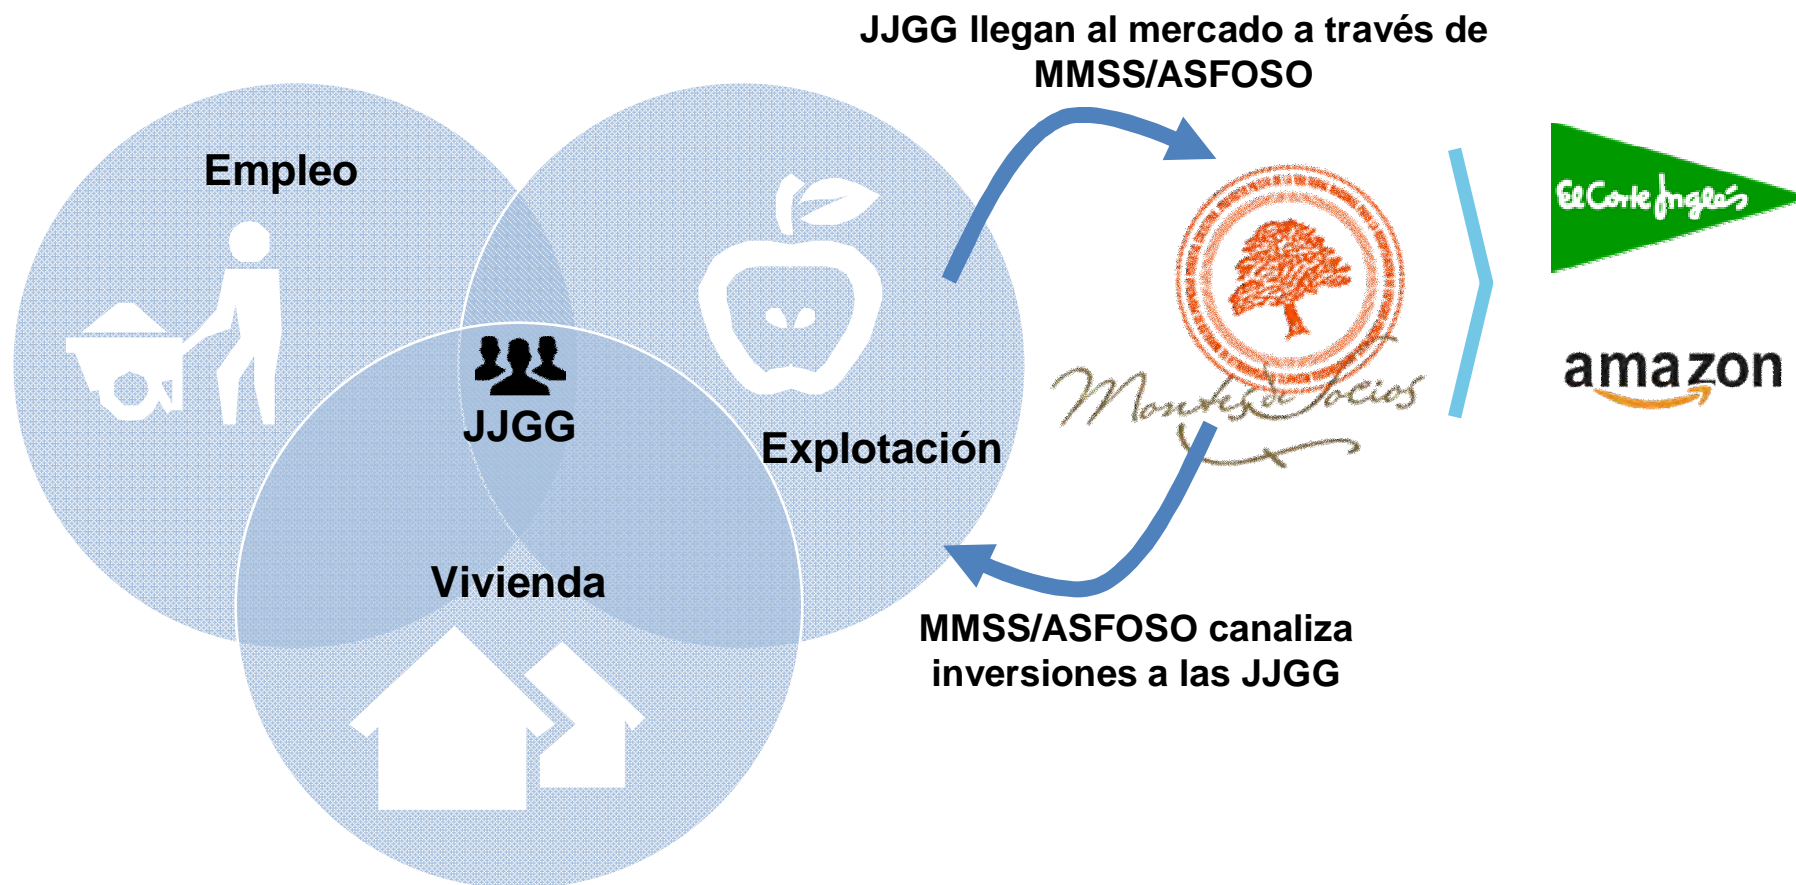 JJGG llegan al mercado a través de
MMSS/ASFOSO
Empleo
El Corte Inglés
amazon
JJGG
Montes de Socios
Explotación
Vivienda
MMSS/ASFOSO canaliza
inversiones a las JJGG